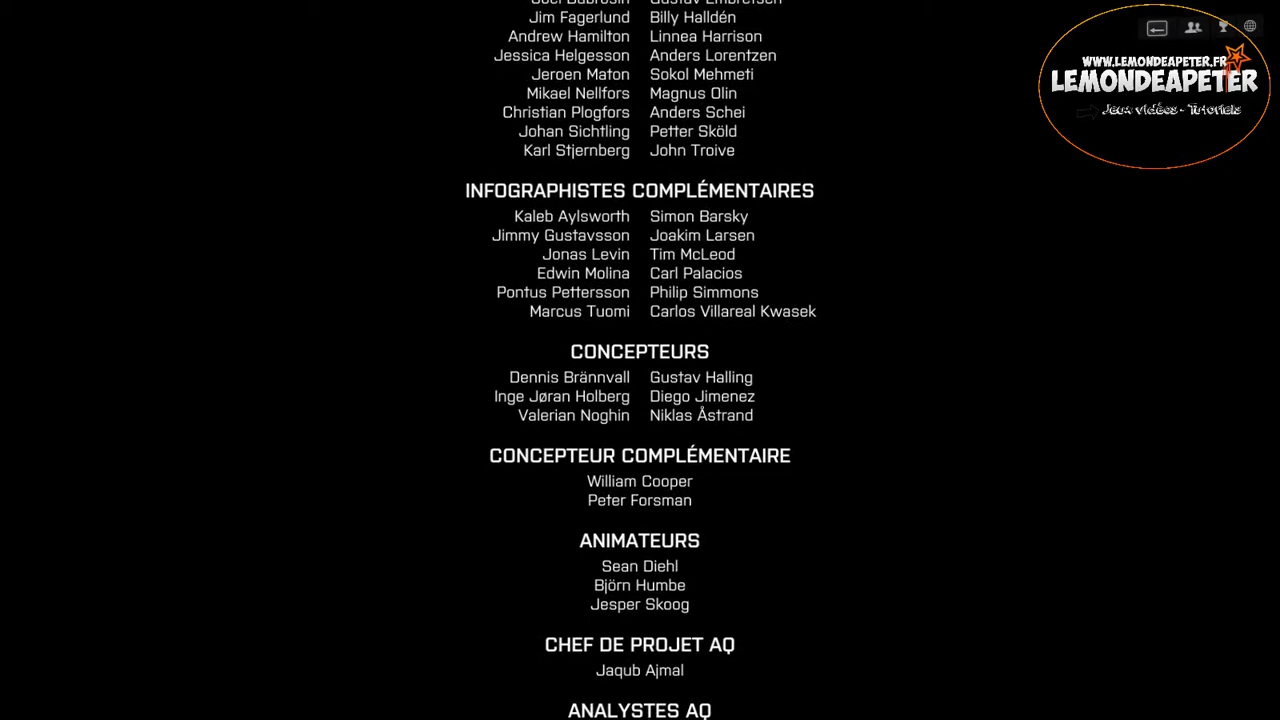 Jim Fagerlund Billy Halldén
Andrew Hamilton Linnea Harrison
Jessica Helgesson Anders Lorentzen
Jeroen Maton Sokol Mehmeti
Mikael Nellfors Magnus Olin
Christian Plogfors Anders Schei
Johan Sichtling Petter Sköld
Karl Stjernberg John Troive
INFOGRAPHISTES COMPLÉMENTAIRES
Kaleb Aylsworth Simon Barsky
Jimmy Gustavsson Joakim Larsen
Jonas Levin Tim McLeod
Edwin Molina Carl Palacios
Pontus Pettersson Philip Simmons
Marcus Tuomi Carlos Villareal Kwasek
CONCEPTEURS
Dennis Brännvall Gustav Halling
Inge Jøran Holberg Diego Jimenez
Valerian Noghin Niklas Åstrand
CONCEPTEUR COMPLÉMENTAIRE
William Cooper
Peter Forsman
ANIMATEURS
Sean Diehl
Björn Humbe
Jesper Skoog
CHEF DE PROJET AQ
Jaqub Ajmal
ANALYSTES AQ
WWW.LEMONDEAPETER.FR
LEMONDEAPETER
Jeux vidéos - Tutoriels